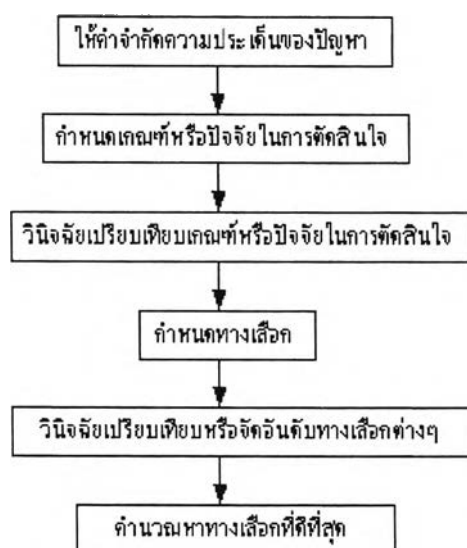 ให้คำจำกัดความประเด็นของปัญหา
กำหนดเกณฑ์หรือปัจจัยในการตัดสินใจ
วินิจฉัยเปรียบเทียบเกณฑ์หรือปัจจัยในการตัดสินใจ
กำหนดทางเลือก
วินิจฉัยเปรียบเทียบหรือจัดอันดับทางเลือกต่างๆ
คำนวณหาทางเลือกที่ดีที่สุด